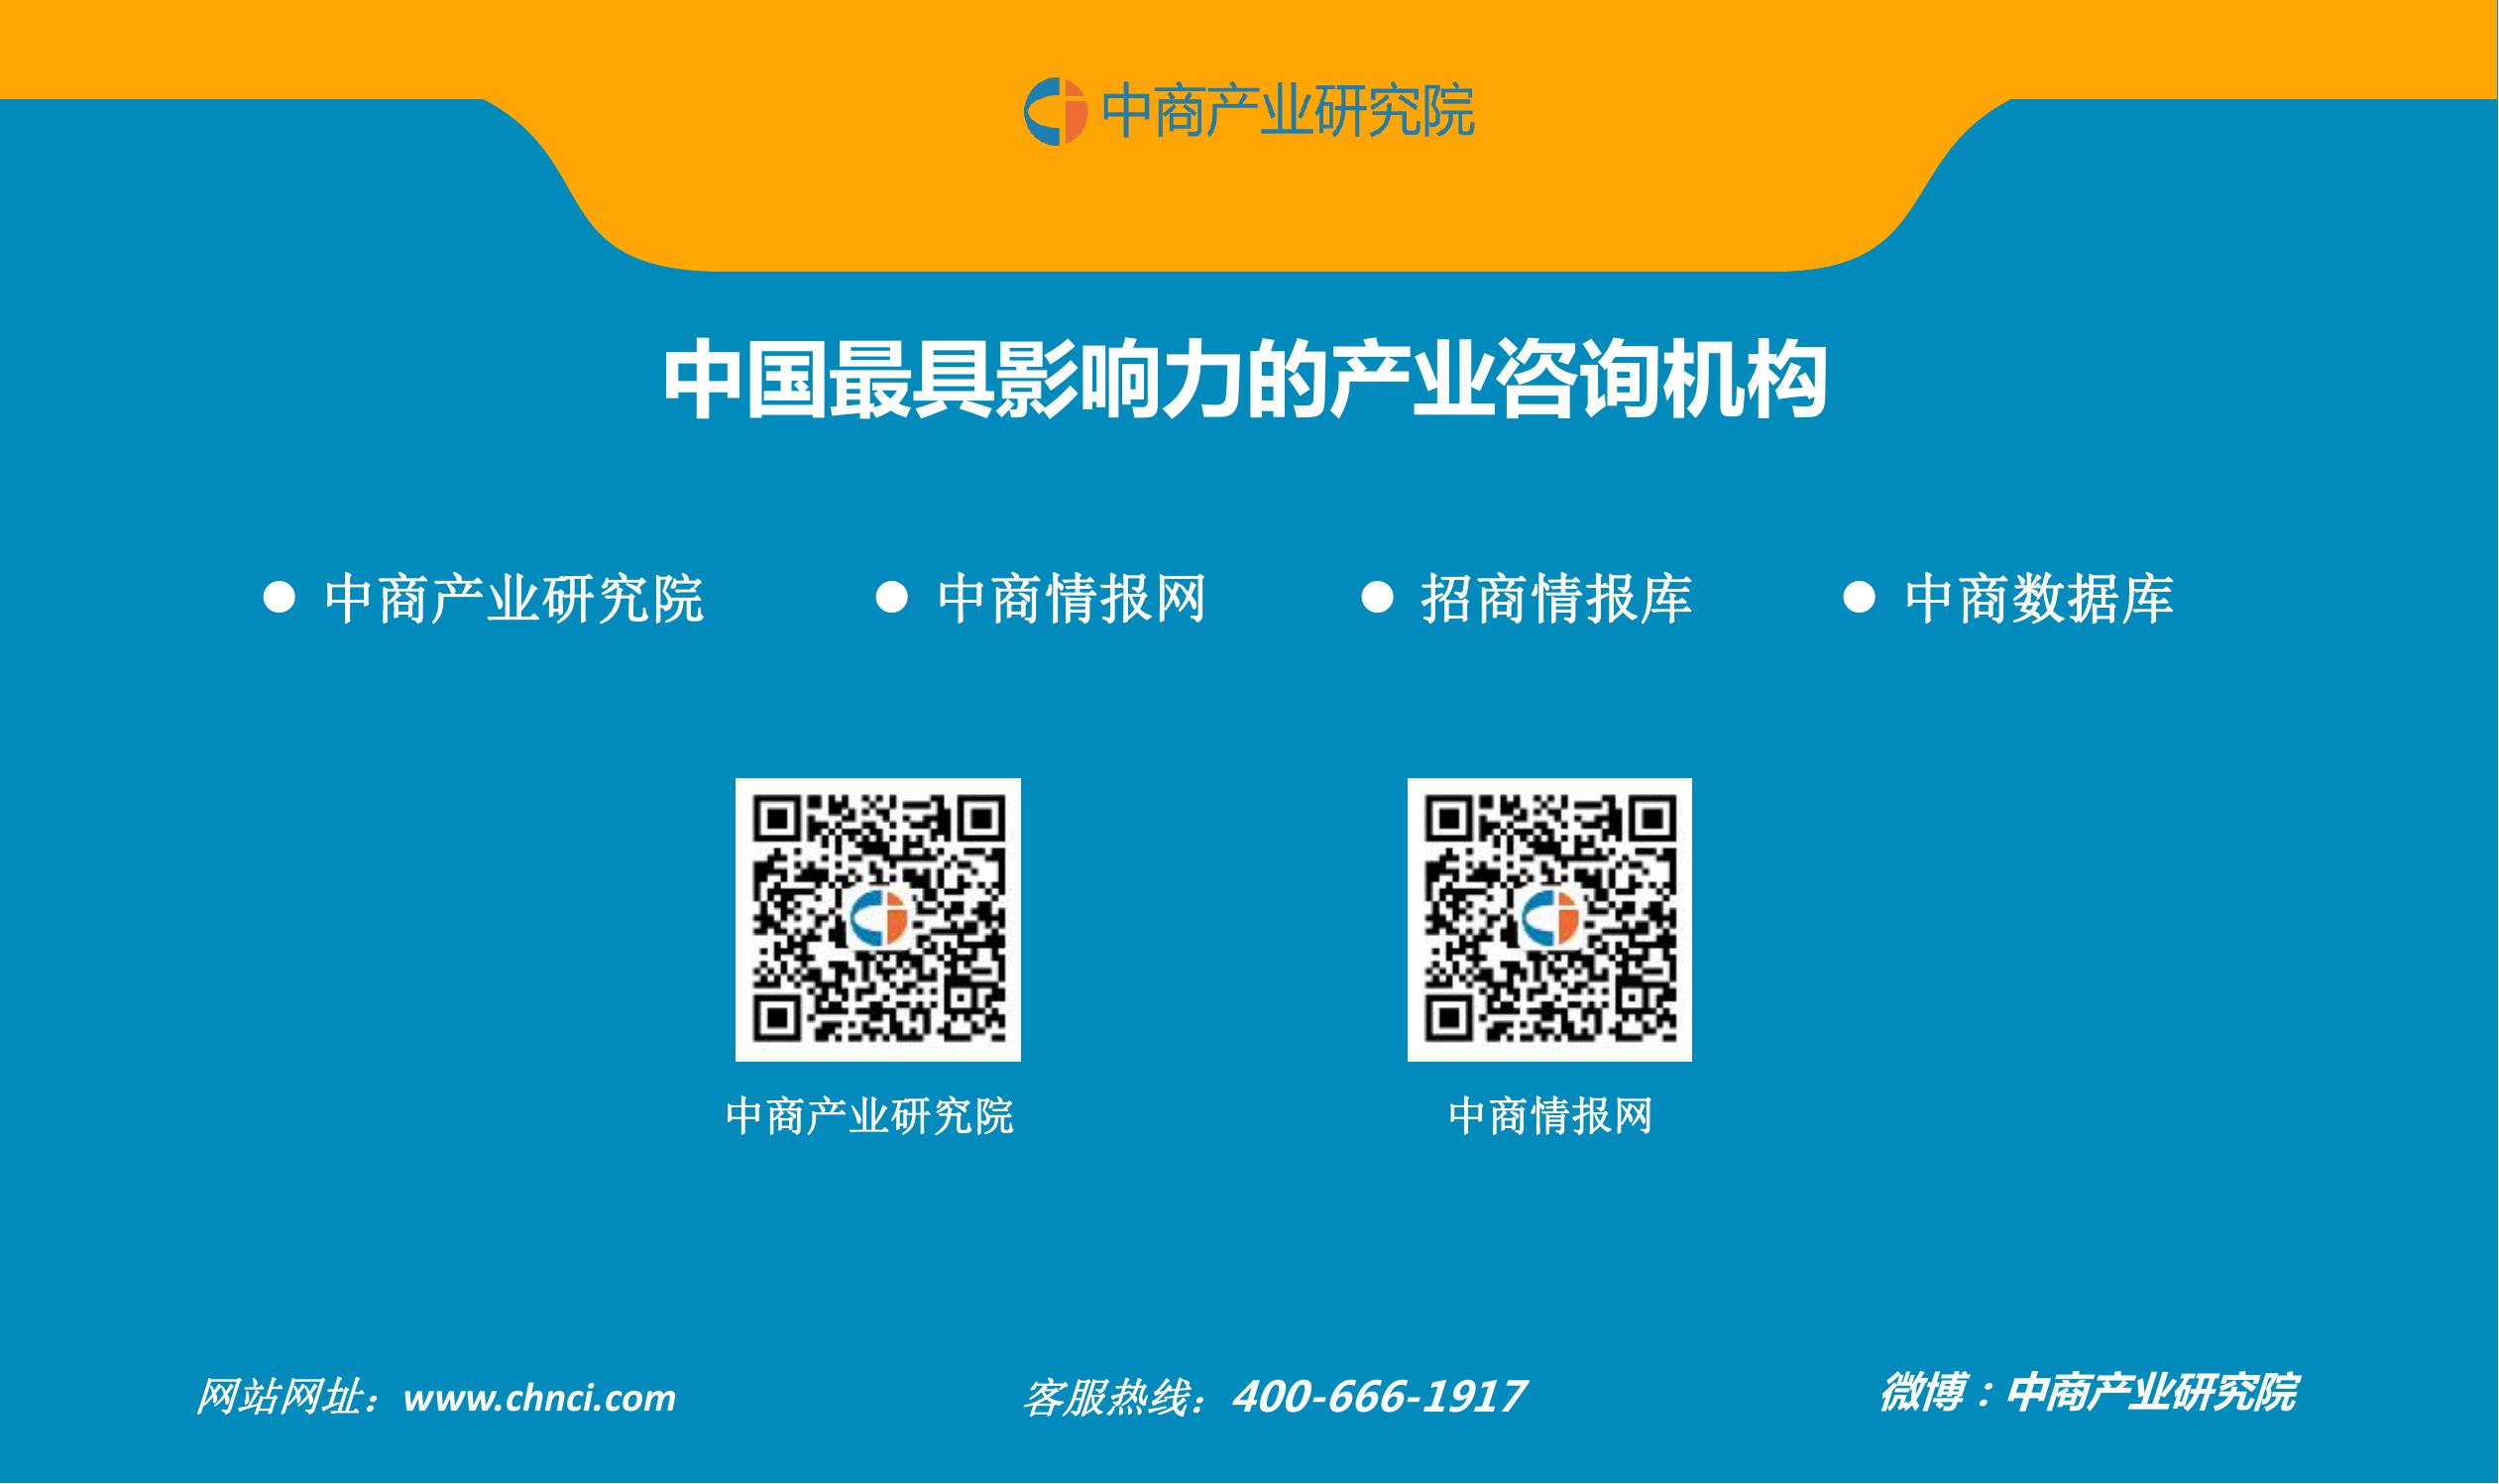 中商产业研究院
中国最具影响力的产业咨询机构
● 中商产业研究院 ● 中商情报网 ● 招商情报库 ● 中商数据库
中商产业研究院 中商情报网
网站网址：www.chnci.com 客服热线：400-666-1917 微博：中商产业研究院